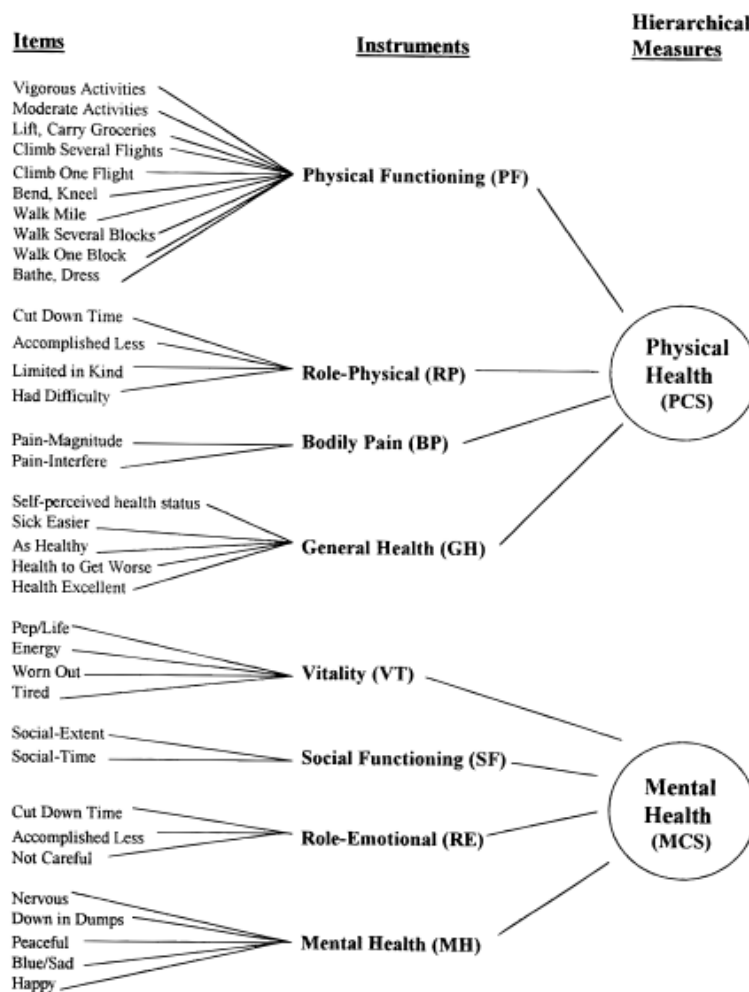 Items
Instruments
Hierarchical
Measures
Vigorous Activities
Moderate Activities
Lift, Carry Groceries
Climb Several Flights
Climb One Flight
Bend, Kneel
Walk Mile
Walk Several Blocks
Walk One Block
Bathe, Dress
Physical Functioning (PF)
Cut Down Time
Accomplished Less
Limited in Kind
Had Difficulty
Role-Physical (RP)
Pain-Magnitude
Pain-Interfere
Bodily Pain (BP)
Self-perceived health status
Sick Easier
As Healthy
Health to Get Worse
Health Excellent
General Health (GH)
Physical
Health
(PCS)
Pep/Life
Energy
Worn Out
Tired
Vitality (VT)
Social-Extent
Social-Time
Social Functioning (SF)
Cut Down Time
Accomplished Less
Not Careful
Role-Emotional (RE)
Nervous
Down in Dumps
Peaceful
Blue/Sad
Happy
Mental Health (MH)
Mental
Health
(MCS)